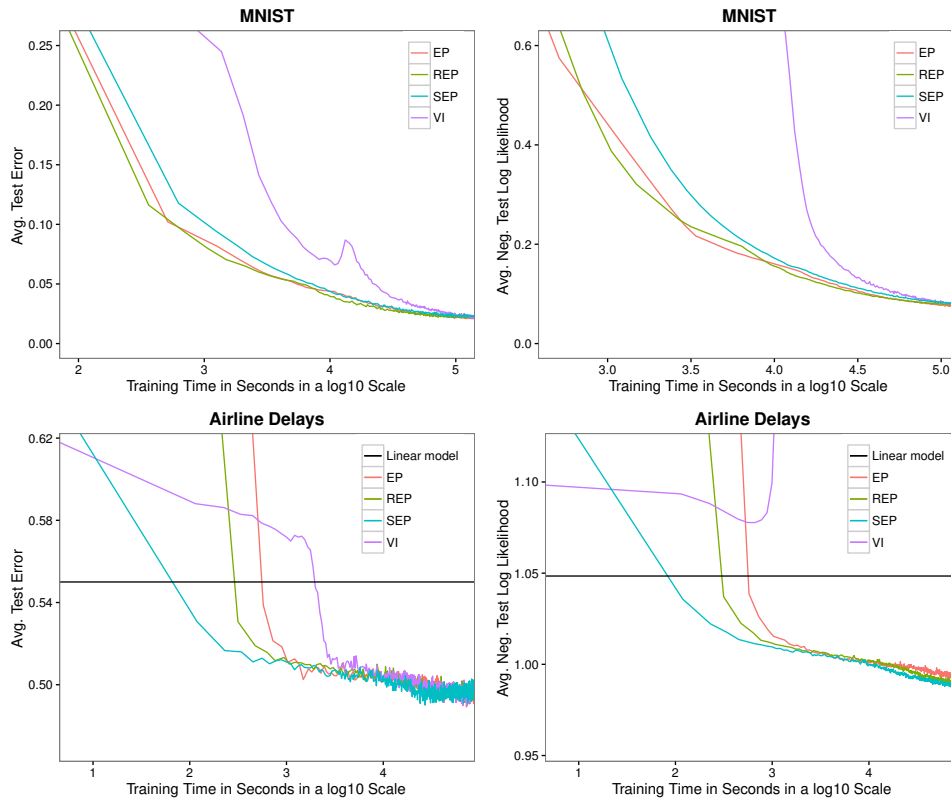 MNIST
Avg. Test Error
0.25
0.20
0.15
0.10
0.05
0.00
2
3
4
5
Training Time in Seconds in a log10 Scale
EP
REP
SEP
VI
MNIST
Avg. Neg. Test Log Likelihood
0.6
0.4
0.2
0.0
3.0
3.5
4.0
4.5
5.0
Training Time in Seconds in a log10 Scale
EP
REP
SEP
VI
Airline Delays
Avg. Test Error
0.62
0.58
0.54
0.50
1
2
3
4
Training Time in Seconds in a log10 Scale
Linear model
EP
REP
SEP
VI
Airline Delays
Avg. Neg. Test Log Likelihood
1.10
1.05
1.00
0.95
1
2
3
4
Training Time in Seconds in a log10 Scale
Linear model
EP
REP
SEP
VI